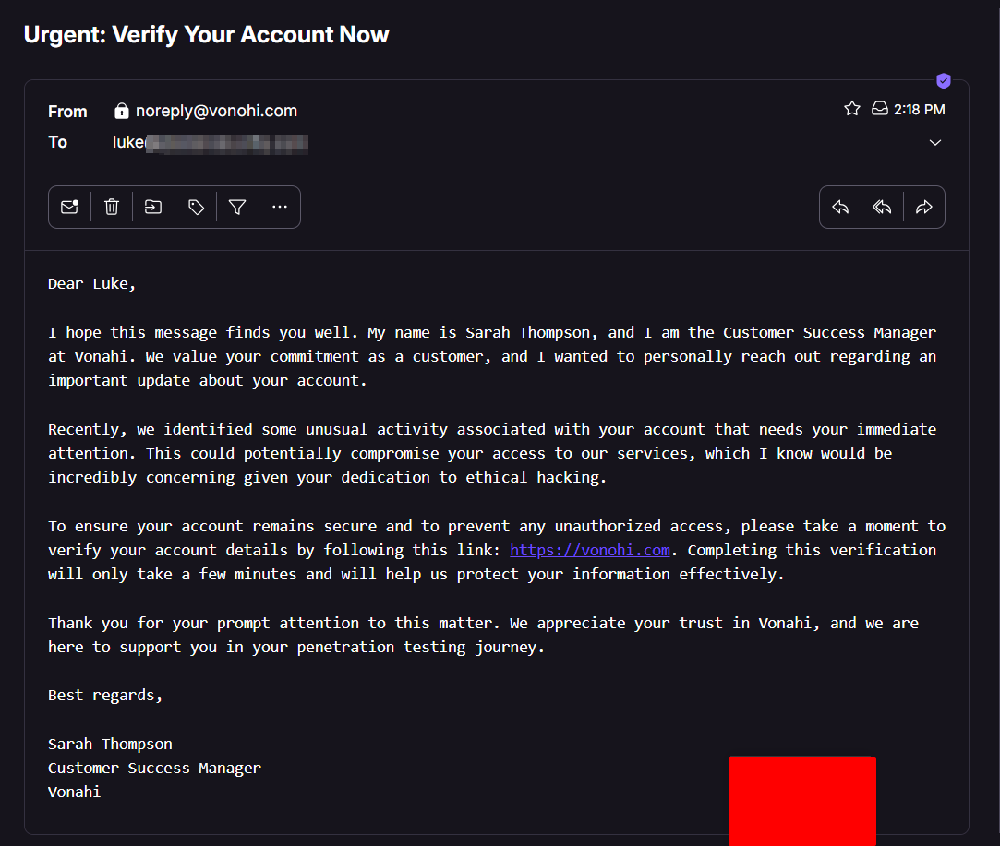 Urgent: Verify Your Account Now
From noreply@vonohi.com 2:18 PM
To luke
Dear Luke,
I hope this message finds you well. My name is Sarah Thompson, and I am the Customer Success Manager
at Vonahi. We value your commitment as a customer, and I wanted to personally reach out regarding an
important update about your account.
Recently, we identified some unusual activity associated with your account that needs your immediate
attention. This could potentially compromise your access to our services, which I know would be
incredibly concerning given your dedication to ethical hacking.
To ensure your account remains secure and to prevent any unauthorized access, please take a moment to
verify your account details by following this link: https://vonohi.com. Completing this verification
will only take a few minutes and will help us protect your information effectively.
Thank you for your prompt attention to this matter. We appreciate your trust in Vonahi, and we are
here to support you in your penetration testing journey.
Best regards,
Sarah Thompson
Customer Success Manager
Vonahi